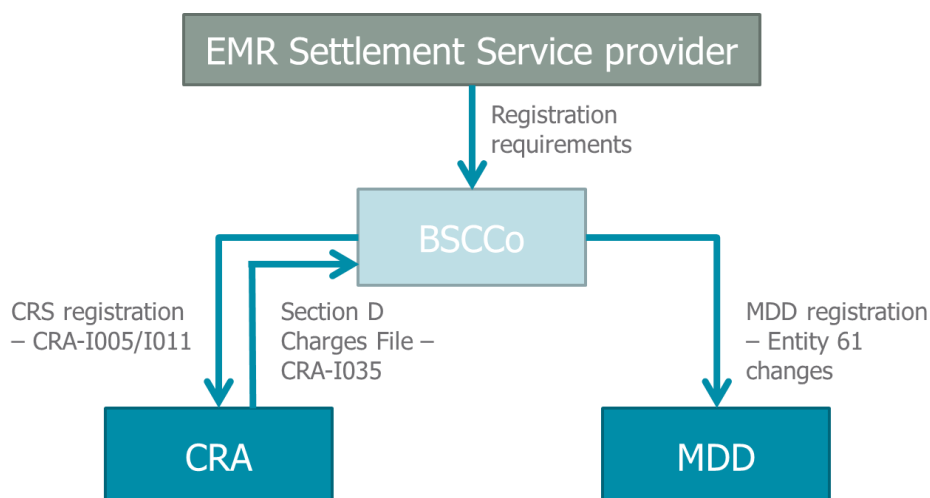 EMR Settlement Service provider
Registration
requirements
BSCCo
CRS registration
– CRA-I005/I011
Section D
Charges File –
CRA-I035
MDD registration
– Entity 61
changes
CRA
MDD